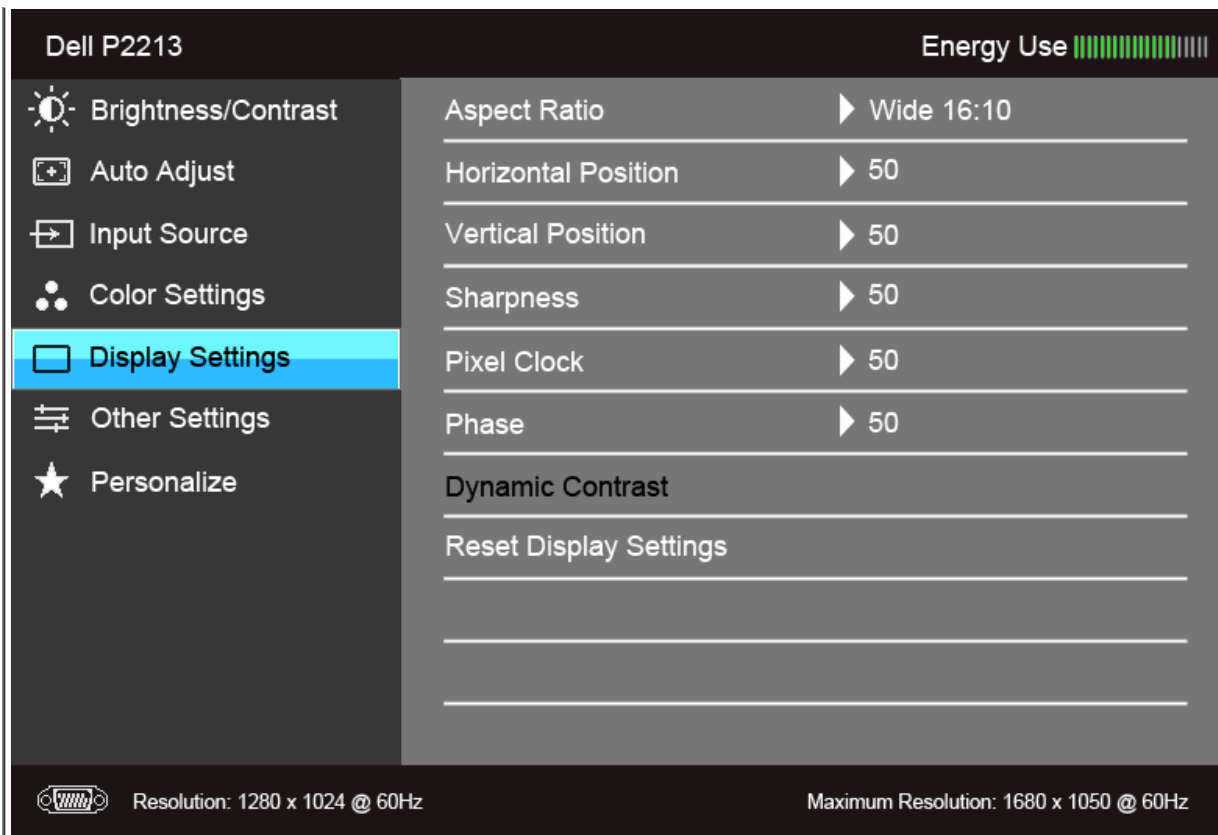 Dell P2213
Energy Use
Brightness/Contrast
Auto Adjust
Input Source
Color Settings
Display Settings
Other Settings
Personalize
Aspect Ratio Wide 16:10
Horizontal Position 50
Vertical Position 50
Sharpness 50
Pixel Clock 50
Phase 50
Dynamic Contrast
Reset Display Settings
Resolution: 1280 x 1024 @ 60Hz
Maximum Resolution: 1680 x 1050 @ 60Hz